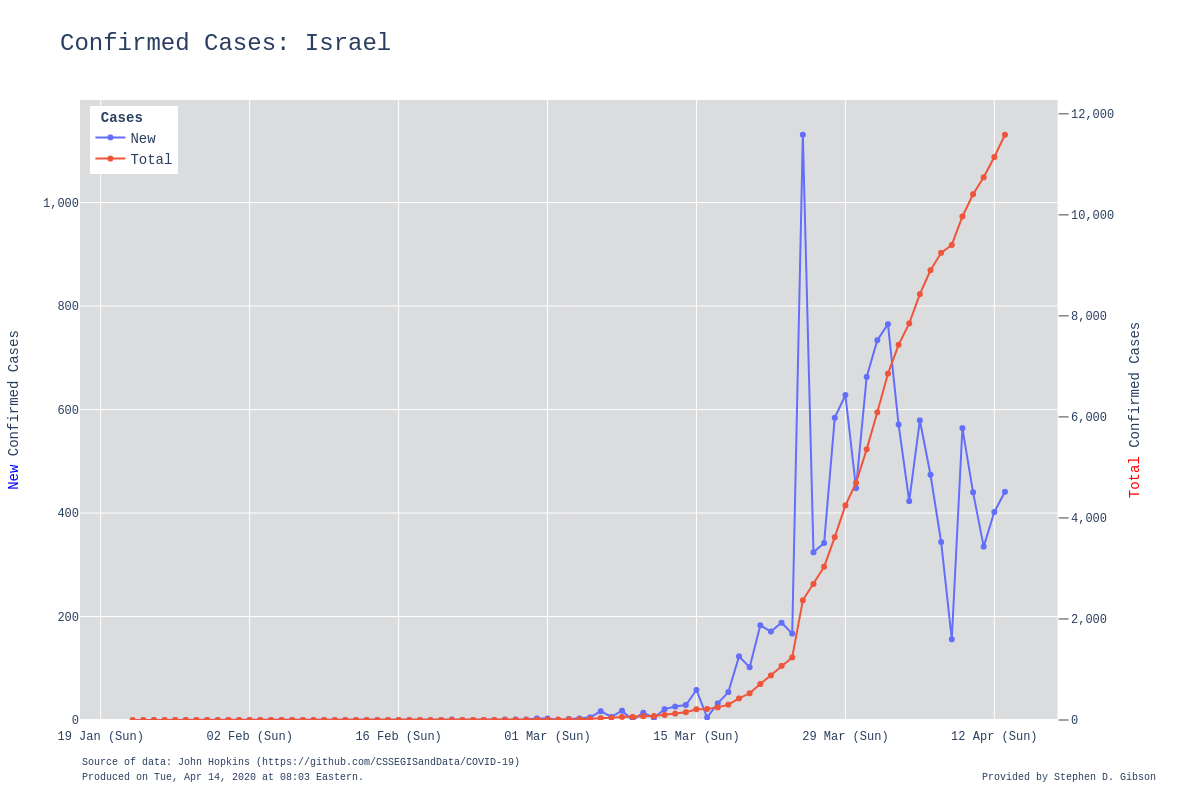 Confirmed Cases: Israel
Cases
New
Total
New Confirmed Cases
1,000
800
600
400
200
0
12,000
10,000
8,000
6,000
4,000
2,000
0
Total Confirmed Cases
19 Jan (Sun)
02 Feb (Sun)
16 Feb (Sun)
01 Mar (Sun)
15 Mar (Sun)
29 Mar (Sun)
12 Apr (Sun)
Source of data: John Hopkins (https://github.com/CSSEGISandData/COVID-19)
Produced on Tue, Apr 14, 2020 at 08:03 Eastern.
Provided by Stephen D. Gibson